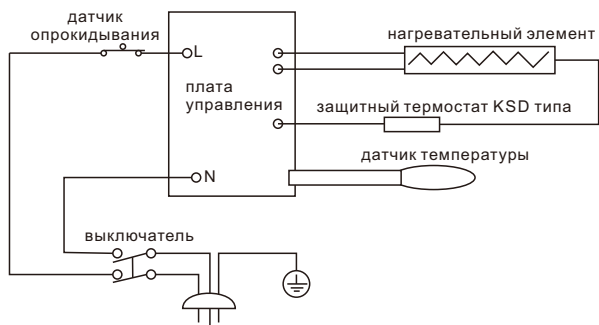 датчик
опрокидывания
L
нагревательный элемент
плата
управления
защитный термостат KSD типа
датчик температуры
N
выключатель